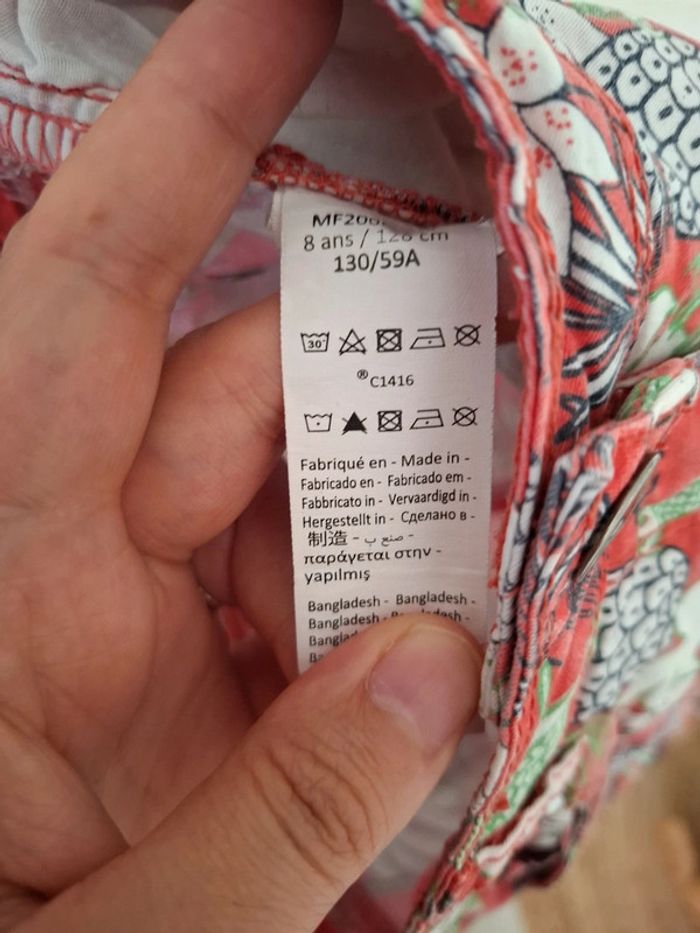 8 ans / 128 cm
130/59A
30°
®C1416
Fabriqué en - Made in -
Fabricado en - Fabricado em -
Fabbricato in - Vervaardigd in -
Hergestellt in - Сделано в -
制造 - صنع ب -
παράγεται στην -
yapılmış
Bangladesh - Bangladesh -
Bangladesh -